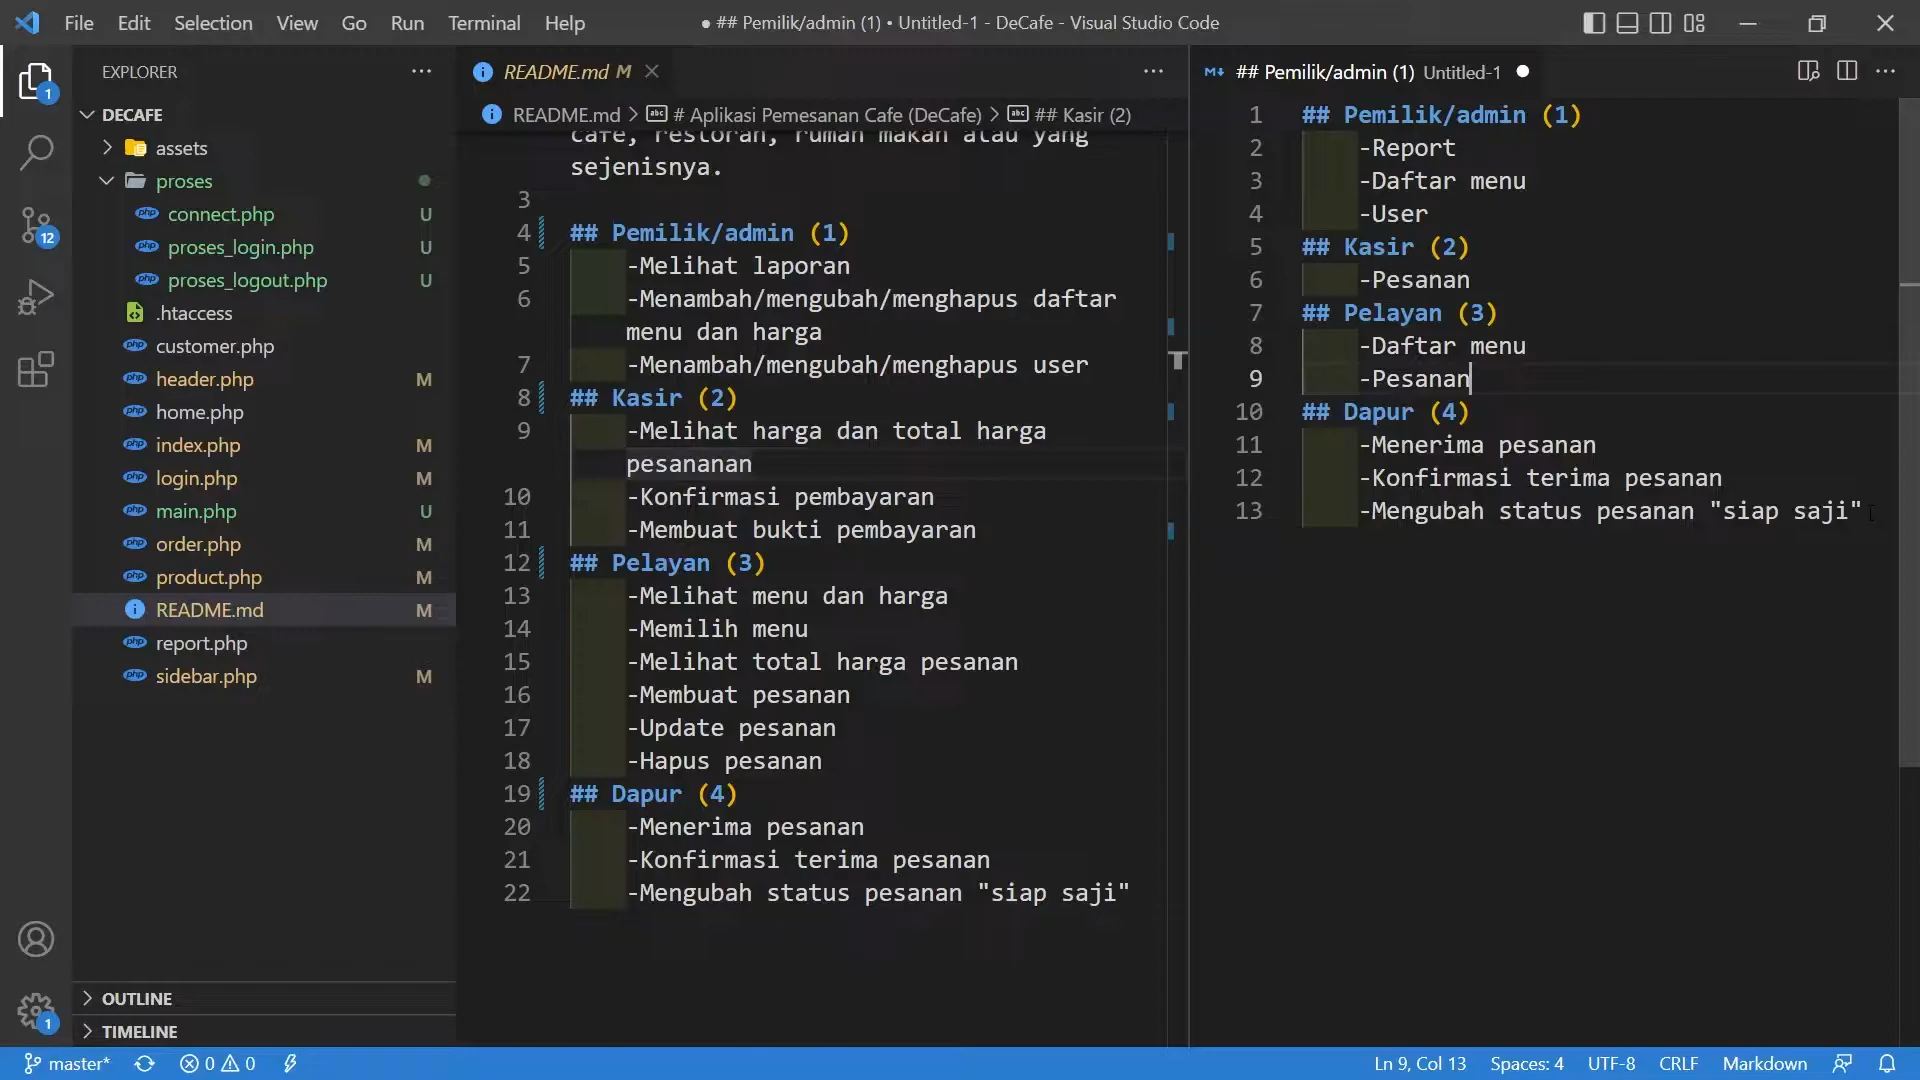 File Edit Selection View Go Run Terminal Help
● ## Pemilik/admin (1) • Untitled-1 - DeCafe - Visual Studio Code
EXPLORER
DECAFE
assets
proses
connect.php U
proses_login.php U
proses_logout.php U
.htaccess
customer.php
header.php M
home.php
index.php M
login.php M
main.php U
order.php M
product.php M
README.md M
report.php
sidebar.php M
OUTLINE
TIMELINE
1
12
1
README.md M
README.md > # Aplikasi Pemesanan Cafe (DeCafe) > ## Kasir (2)
cafe, restoran, rumah makan atau yang
sejenisnya.
3
4 ## Pemilik/admin (1)
5 -Melihat laporan
6 -Menambah/mengubah/menghapus daftar
menu dan harga
7 -Menambah/mengubah/menghapus user
8 ## Kasir (2)
9 -Melihat harga dan total harga
pesananan
10 -Konfirmasi pembayaran
11 -Membuat bukti pembayaran
12 ## Pelayan (3)
13 -Melihat menu dan harga
14 -Memilih menu
15 -Melihat total harga pesanan
16 -Membuat pesanan
17 -Update pesanan
18 -Hapus pesanan
19 ## Dapur (4)
20 -Menerima pesanan
21 -Konfirmasi terima pesanan
22 -Mengubah status pesanan "siap saji"
## Pemilik/admin (1) Untitled-1 ●
1 ## Pemilik/admin (1)
2 -Report
3 -Daftar menu
4 -User
5 ## Kasir (2)
6 -Pesanan
7 ## Pelayan (3)
8 -Daftar menu
9 -Pesanan
10 ## Dapur (4)
11 -Menerima pesanan
12 -Konfirmasi terima pesanan
13 -Mengubah status pesanan "siap saji"
master* 0 0 Ln 9, Col 13 Spaces: 4 UTF-8 CRLF Markdown